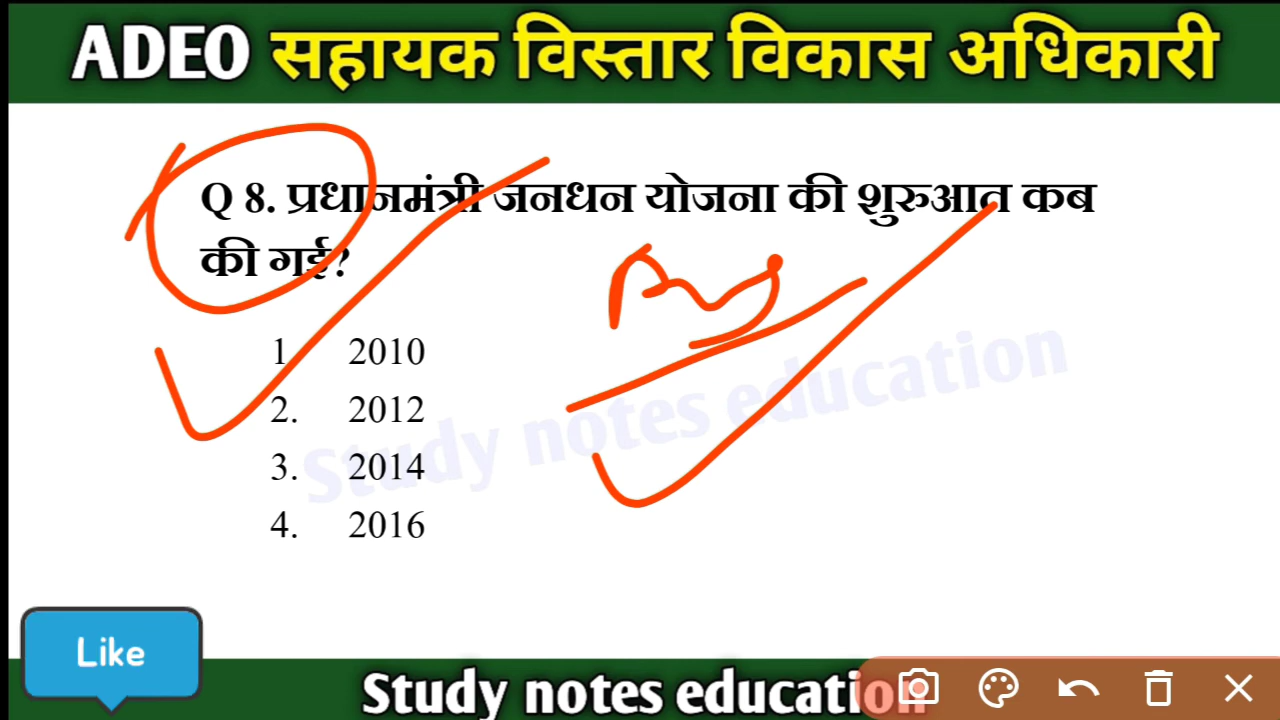 ADEO सहायक विस्तार विकास अधिकारी
Q 8. प्रधानमंत्री जनधन योजना की शुरुआत कब
की गई?
Ans
1. 2010
2. 2012
3. 2014
4. 2016
Study notes education
Like
Study notes education